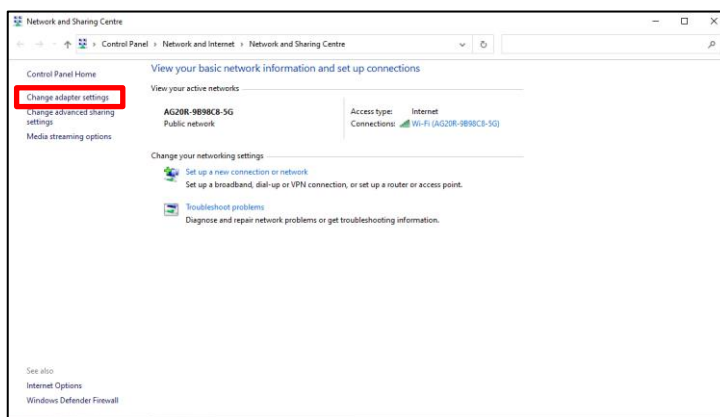 Network and Sharing Centre
Control Panel › Network and Internet › Network and Sharing Centre
Control Panel Home
Change adapter settings
Change advanced sharing
settings
Media streaming options
View your basic network information and set up connections
View your active networks
AG20R-9B98C8-5G
Public network
Access type: Internet
Connections: Wi-Fi (AG20R-9B98C8-5G)
Change your networking settings
Set up a new connection or network
Set up a broadband, dial-up or VPN connection, or set up a router or access point.
Troubleshoot problems
Diagnose and repair network problems or get troubleshooting information.
See also
Internet Options
Windows Defender Firewall